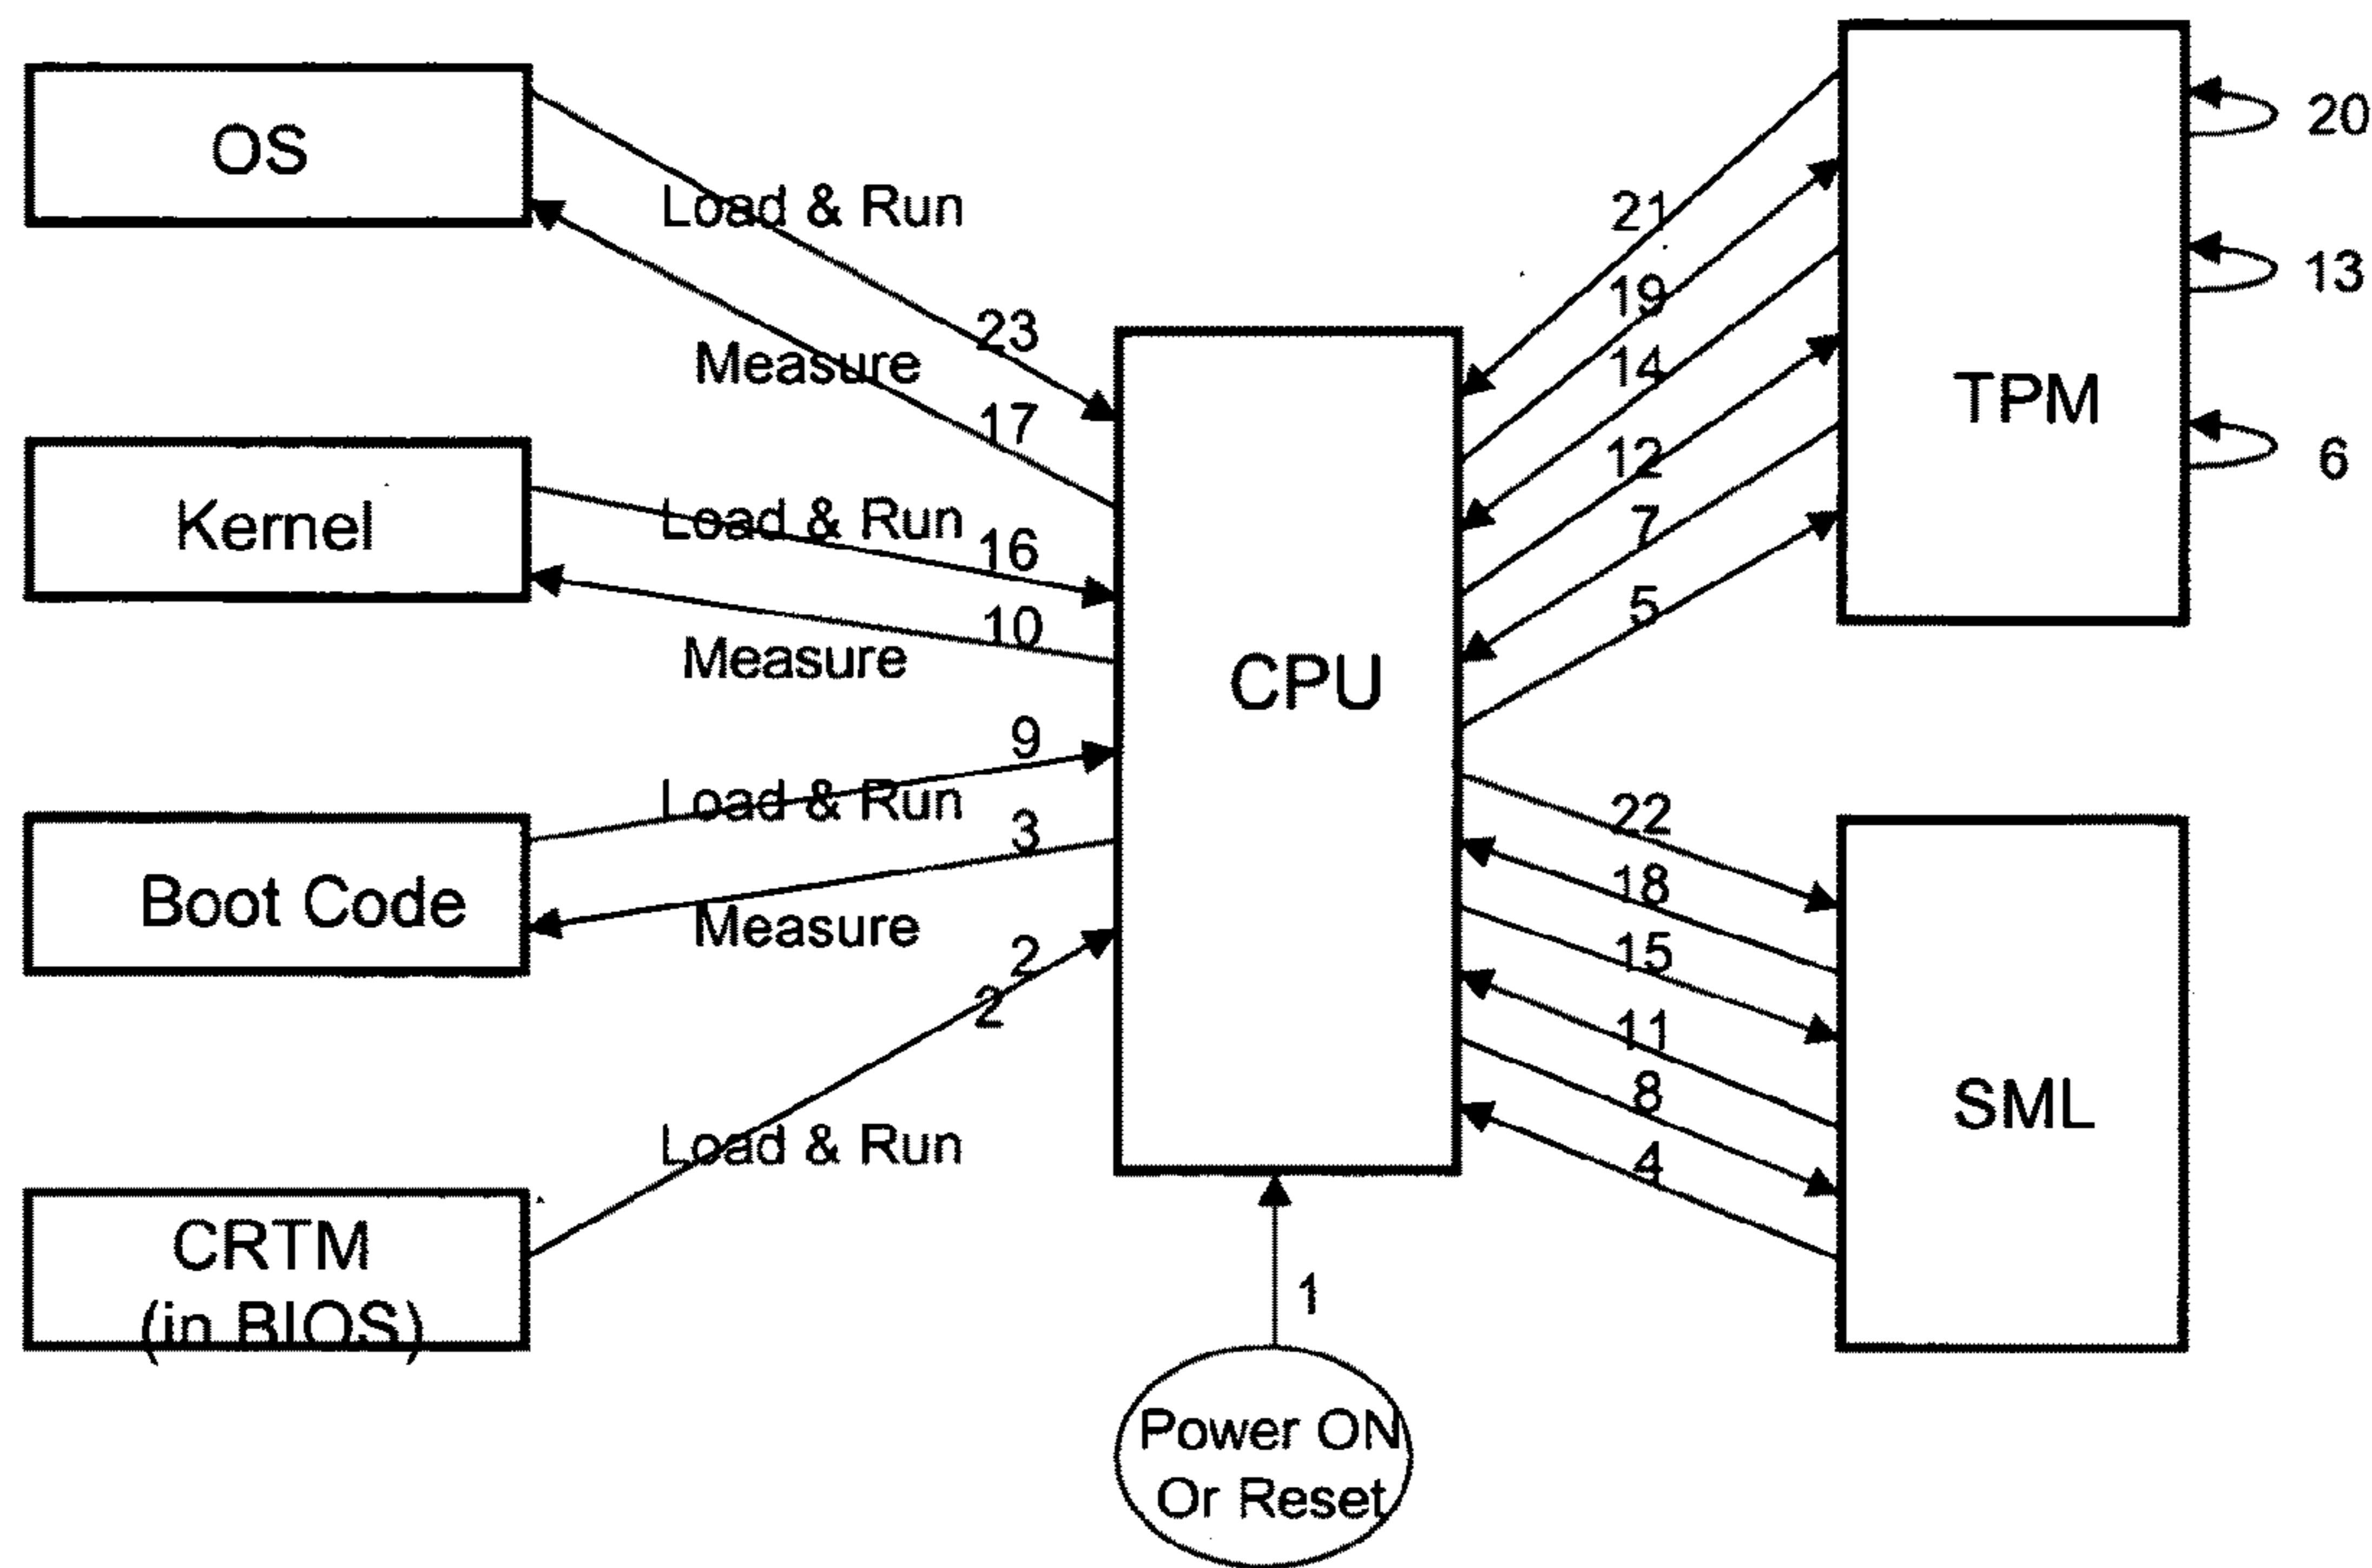 OS
Load & Run
23
Measure
17
Kernel
Load & Run
16
10
Measure
Boot Code
9
Load & Run
3
Measure
2
2
Load & Run
CRTM
(in BIOS)
CPU
1
Power ON
Or Reset
21
19
14
12
7
5
TPM
20
13
6
22
18
15
11
8
4
SML